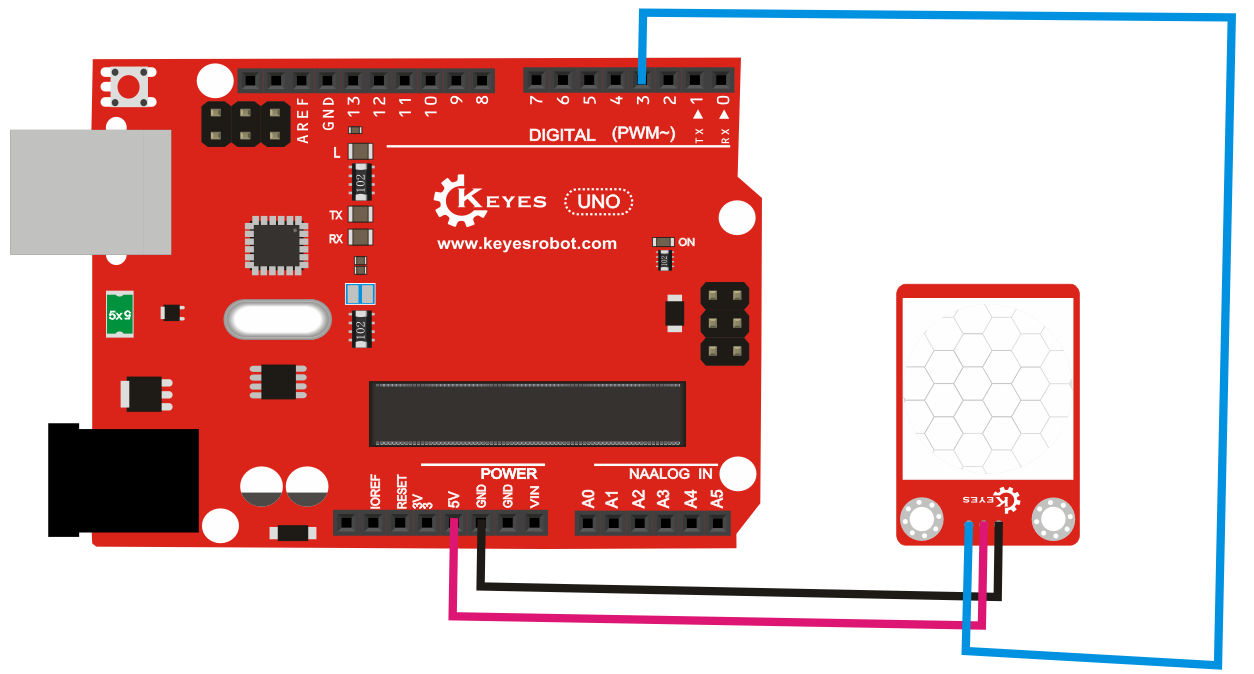 7 6 5 4 3 2 ▶1 ▶0
AREF GND 13 12 11 10 9 8
TX RX
DIGITAL (PWM~)
L
102
KEYES UNO
TX
RX
www.keyesrobot.com
ON
102
5x9
102
POWER
NAALOG IN
IOREF RESET 3V3 5V GND GND VIN
A0 A1 A2 A3 A4 A5
KEYES